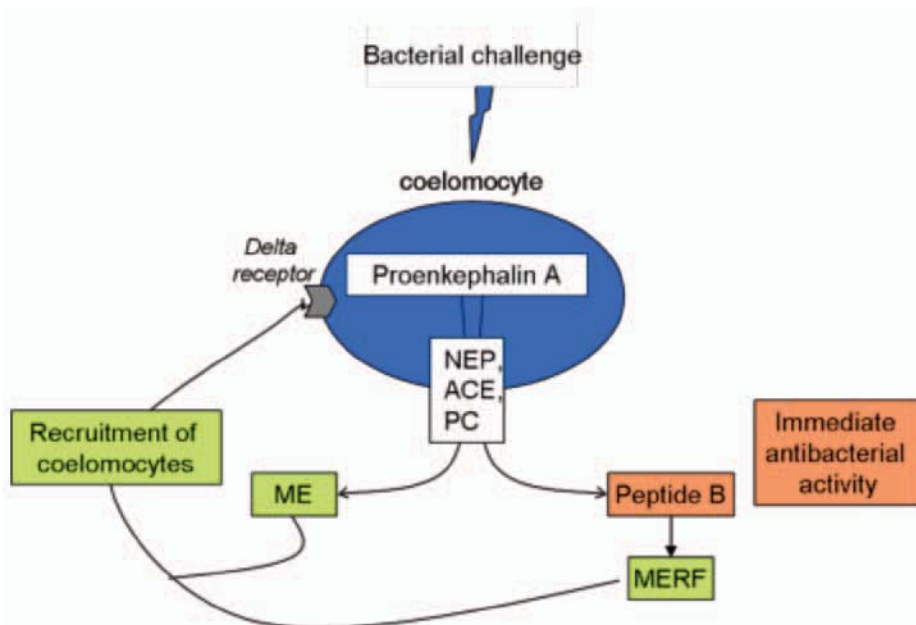 Bacterial challenge
coelomocyte
Delta
receptor
Proenkephalin A
NEP,
ACE,
PC
Recruitment of
coelomocytes
ME
Peptide B
Immediate
antibacterial
activity
MERF